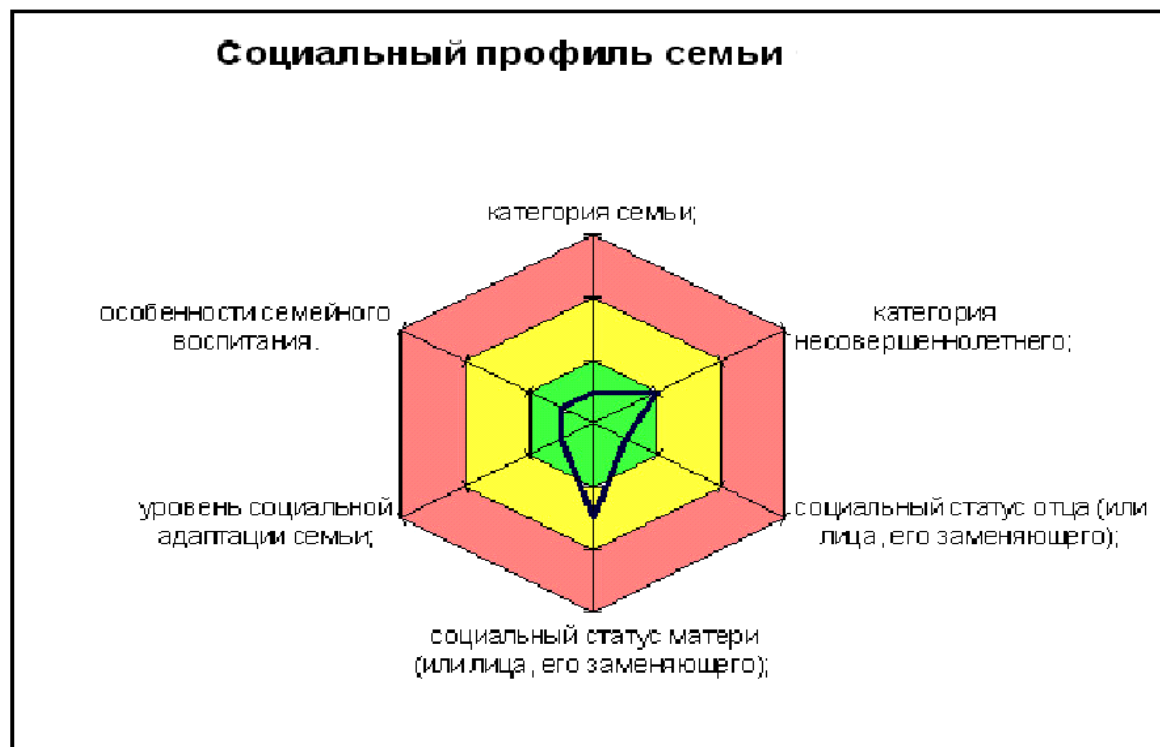 Социальный профиль семьи
категория семьи;
особенности семейного
воспитания.
категория
несовершеннолетнего;
уровень социальной
адаптации семьи;
социальный статус отца (или
лица, его заменяющего);
социальный статус матери
(или лица, его заменяющего);